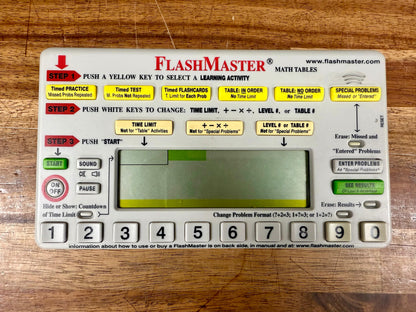 FLASHMASTER®
www.flashmaster.com
MATH TABLES
STEP 1 PUSH A YELLOW KEY TO SELECT A LEARNING ACTIVITY
Timed PRACTICE
Missed Probs Repeated
Timed TEST
M. Probs Not Repeated
Timed FLASHCARDS
T Limit for Each Prob
TABLE: IN ORDER
No Time Limit
TABLE: NO ORDER
No Time Limit
SPECIAL PROBLEMS
Missed or "Entered"
STEP 2 PUSH WHITE KEYS TO CHANGE: TIME LIMIT, + − × ÷, LEVEL #, or TABLE #
RESET
TIME LIMIT
Not for "Table" Activities
+ − × ÷
Not for "Special Problems"
LEVEL # or TABLE #
Not for "Special Problems"
STEP 3 PUSH "START"
Erase: Missed and
"Entered" Problems
START
SOUND
ENTER PROBLEMS
As "Special Problems"
ON
OFF
PAUSE
SEE RESULTS
Erase: Results
Hide or Show: Countdown
of Time Limit
Change Problem Format (?+2=3; 1+?=3; or 1+2=?)
1 2 3 4 5 6 7 8 9 0
information about how to use or buy a FlashMaster is on back side, in manual and at: www.flashmaster.com